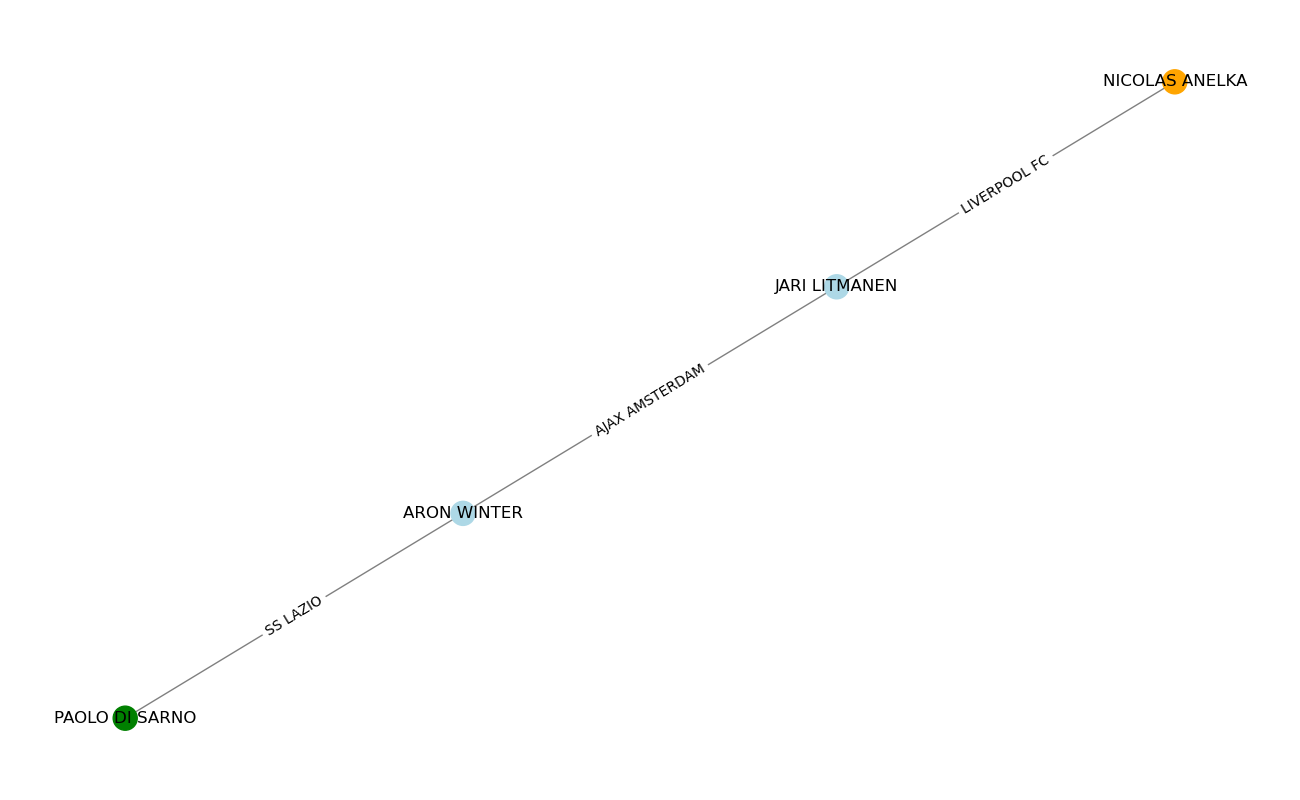 NICOLAS ANELKA
LIVERPOOL FC
JARI LITMANEN
AJAX AMSTERDAM
ARON WINTER
SS LAZIO
PAOLO DI SARNO